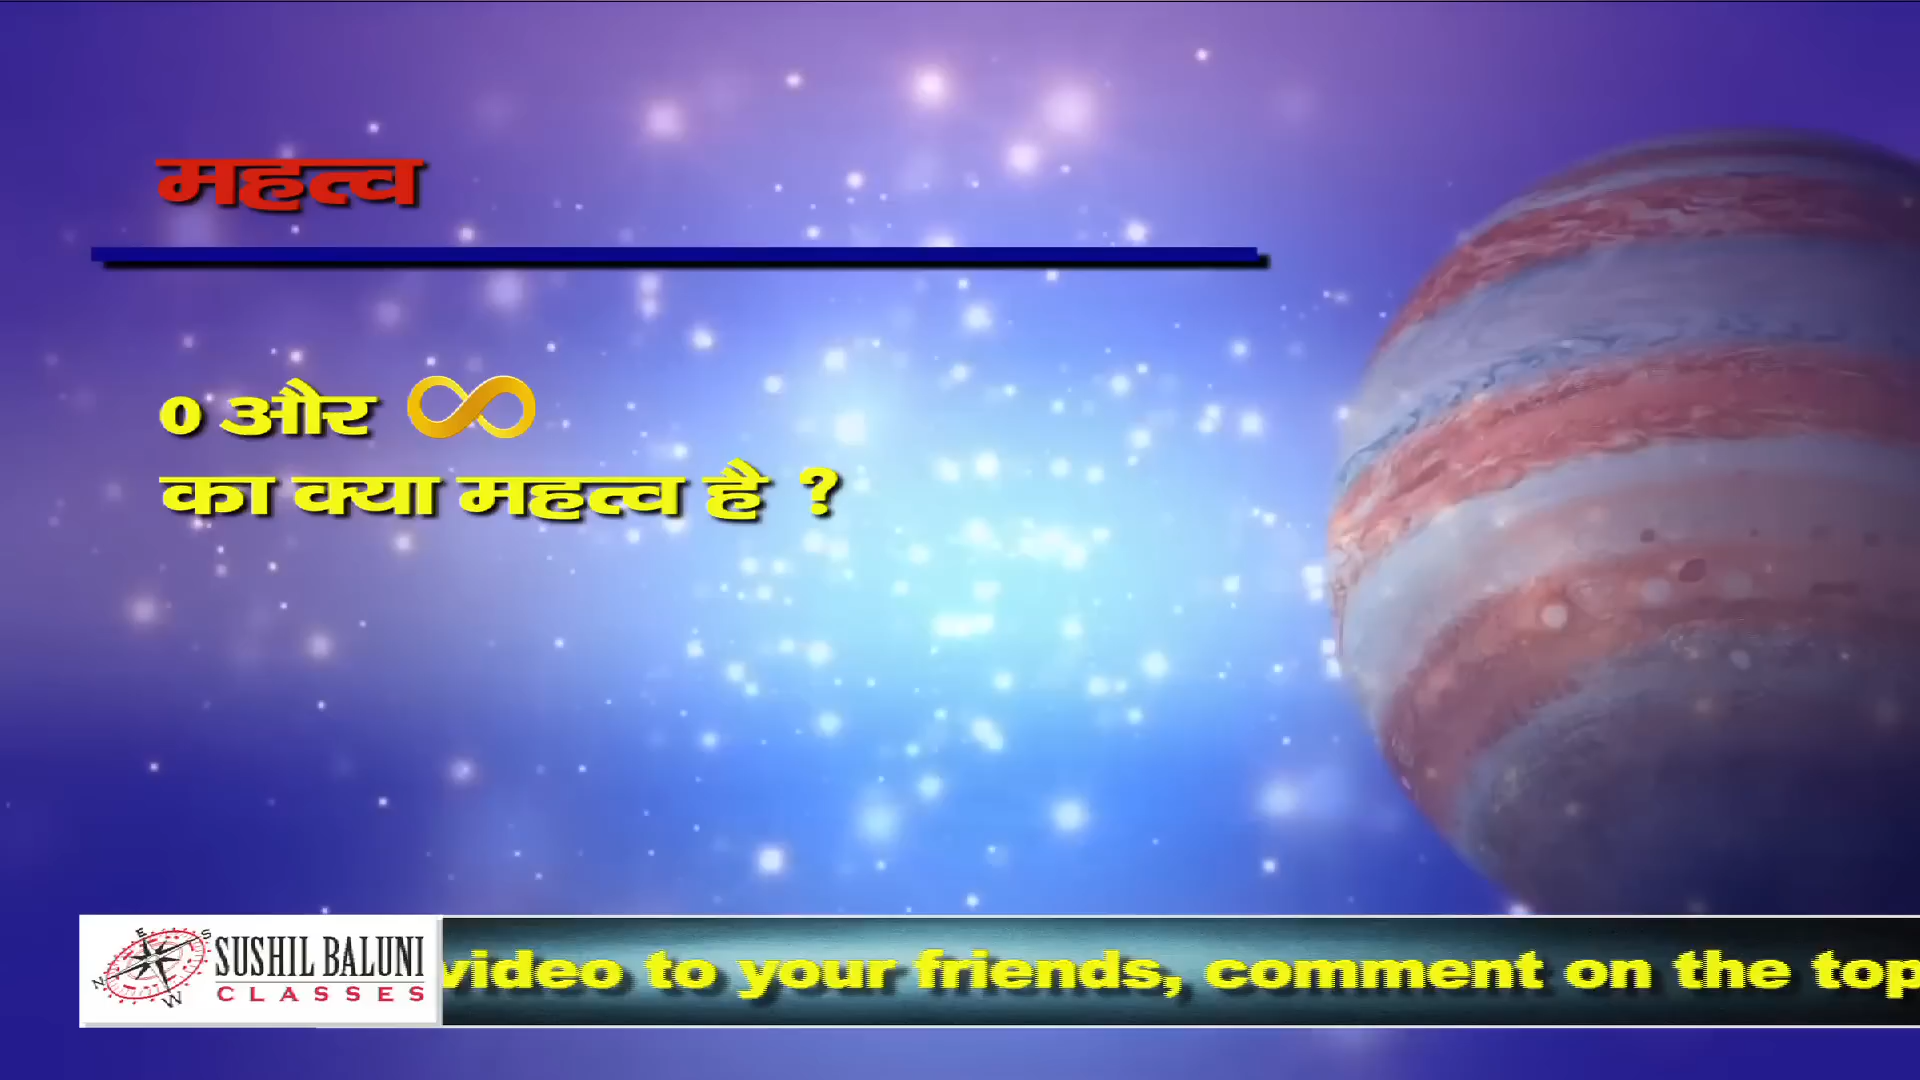 महत्व
0 और ∞
का क्या महत्व है ?
E S N W
SUSHIL BALUNI
CLASSES
video to your friends, comment on the top